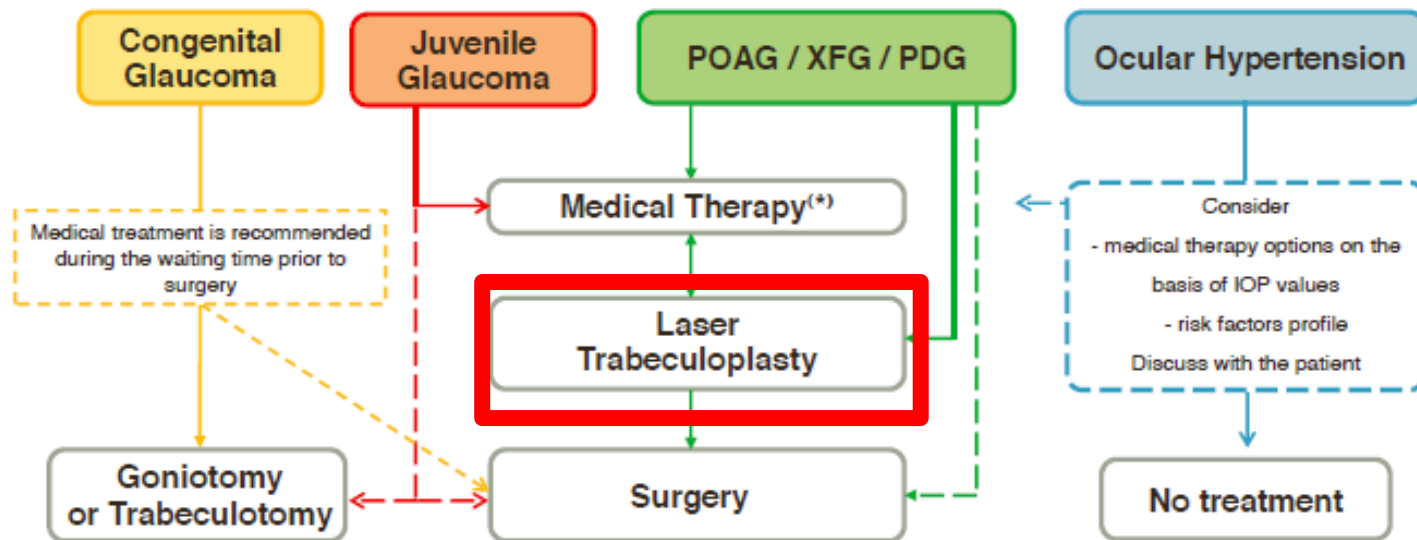 Congenital
Glaucoma
Juvenile
Glaucoma
POAG / XFG / PDG
Ocular Hypertension
Medical treatment is recommended
during the waiting time prior to
surgery
Medical Therapy(*)
Consider
- medical therapy options on the
basis of IOP values
- risk factors profile
Discuss with the patient
Laser
Trabeculoplasty
Goniotomy
or Trabeculotomy
Surgery
No treatment